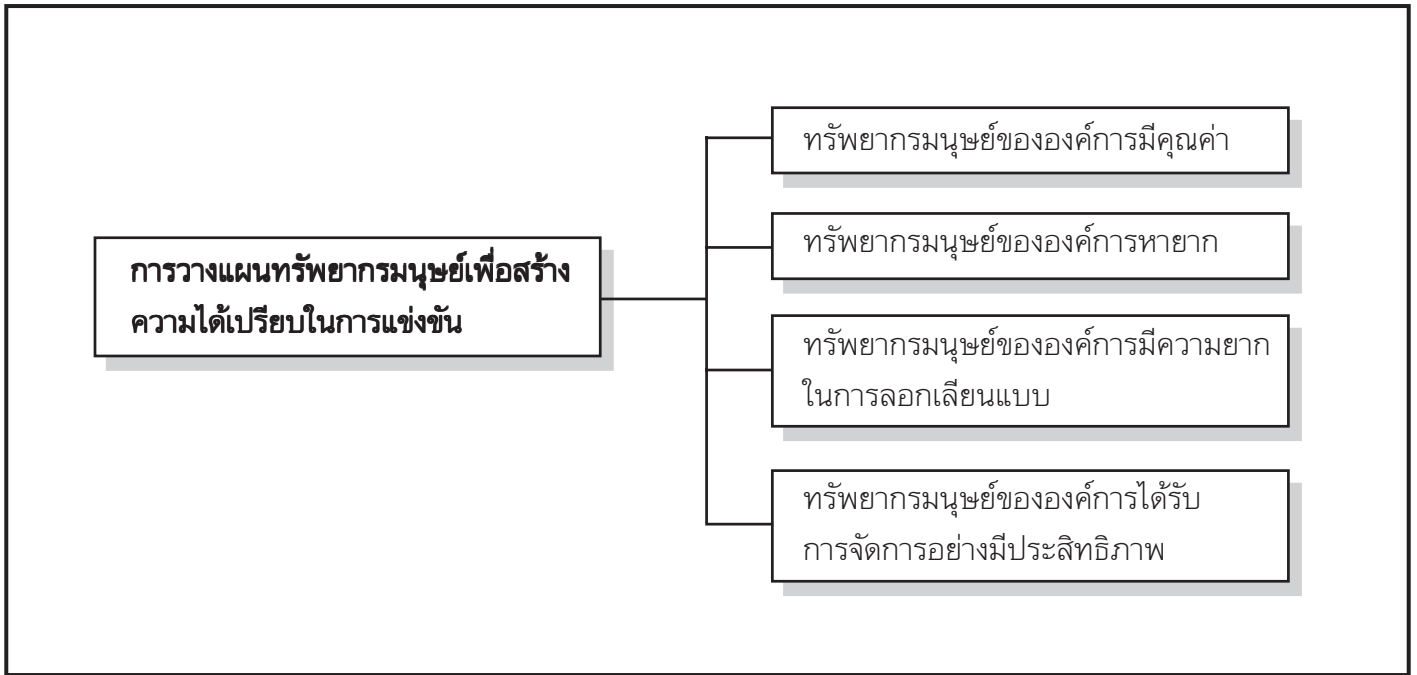 การวางแผนทรัพยากรมนุษย์เพื่อสร้าง
ความได้เปรียบในการแข่งขัน
ทรัพยากรมนุษย์ขององค์การมีคุณค่า
ทรัพยากรมนุษย์ขององค์การหายาก
ทรัพยากรมนุษย์ขององค์การมีความยาก
ในการลอกเลียนแบบ
ทรัพยากรมนุษย์ขององค์การได้รับ
การจัดการอย่างมีประสิทธิภาพ